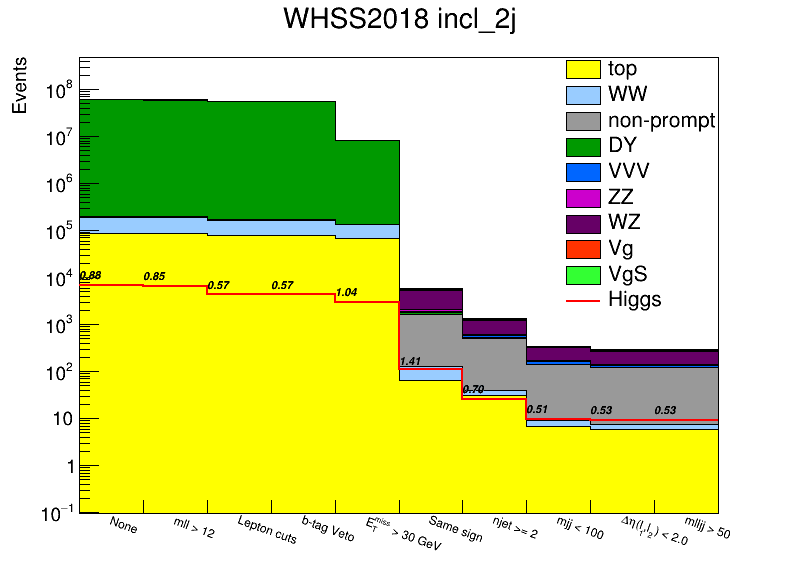 WHSS2018 incl_2j
Events
10⁸
10⁷
10⁶
10⁵
10⁴
10³
10²
10
1
10⁻¹
top
WW
non-prompt
DY
VVV
ZZ
WZ
Vg
VgS
Higgs
0.88
0.85
0.57
0.57
1.04
1.41
0.70
0.51
0.53
0.53
None
mll > 12
Lepton cuts
b-tag Veto
E_T^miss > 30 GeV
Same sign
njet >= 2
mjj < 100
Δη(l_1,l_2) < 2.0
mlljj > 50